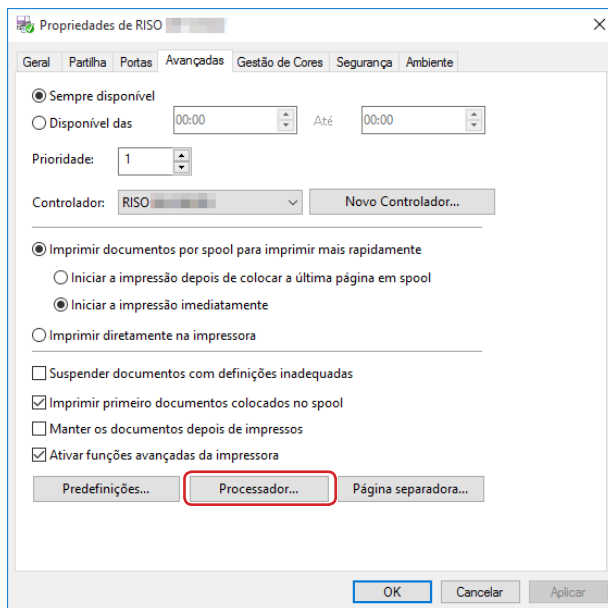 Propriedades de RISO
Geral Partilha Portas Avançadas Gestão de Cores Segurança Ambiente
Sempre disponível
Disponível das 00:00 Até 00:00
Prioridade: 1
Controlador: RISO Novo Controlador...
Imprimir documentos por spool para imprimir mais rapidamente
Iniciar a impressão depois de colocar a última página em spool
Iniciar a impressão imediatamente
Imprimir diretamente na impressora
Suspender documentos com definições inadequadas
Imprimir primeiro documentos colocados no spool
Manter os documentos depois de impressos
Ativar funções avançadas da impressora
Predefinições... Processador... Página separadora...
OK Cancelar Aplicar